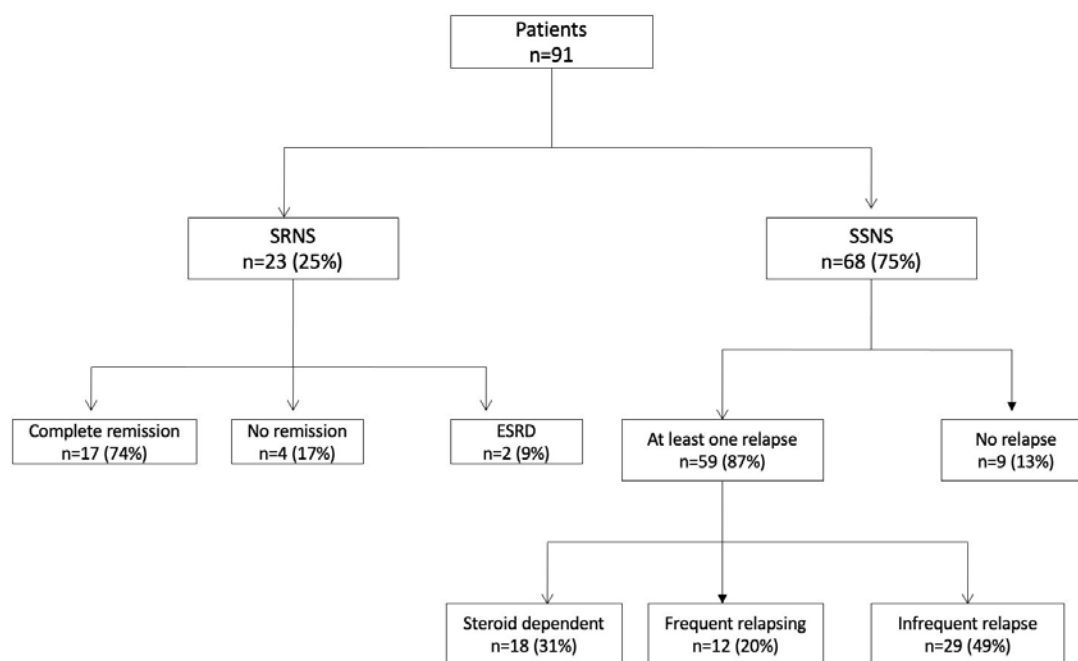 Patients
n=91
SRNS
n=23 (25%)
SSNS
n=68 (75%)
Complete remission
n=17 (74%)
No remission
n=4 (17%)
ESRD
n=2 (9%)
At least one relapse
n=59 (87%)
No relapse
n=9 (13%)
Steroid dependent
n=18 (31%)
Frequent relapsing
n=12 (20%)
Infrequent relapse
n=29 (49%)